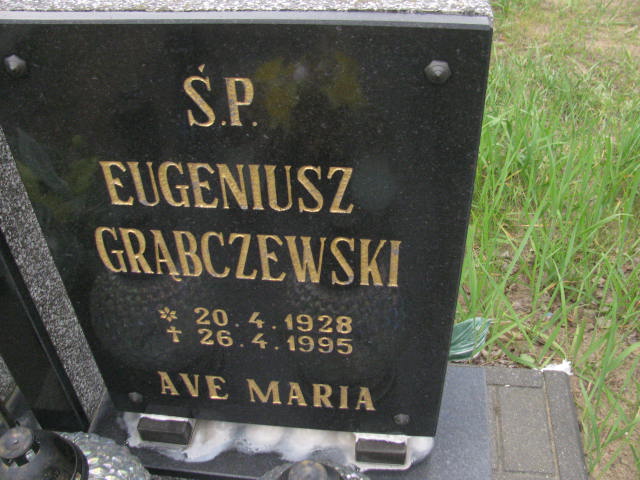 Ś.P.
EUGENIUSZ
GRĄBCZEWSKI
* 20.4.1928
✝ 26.4.1995
AVE MARIA